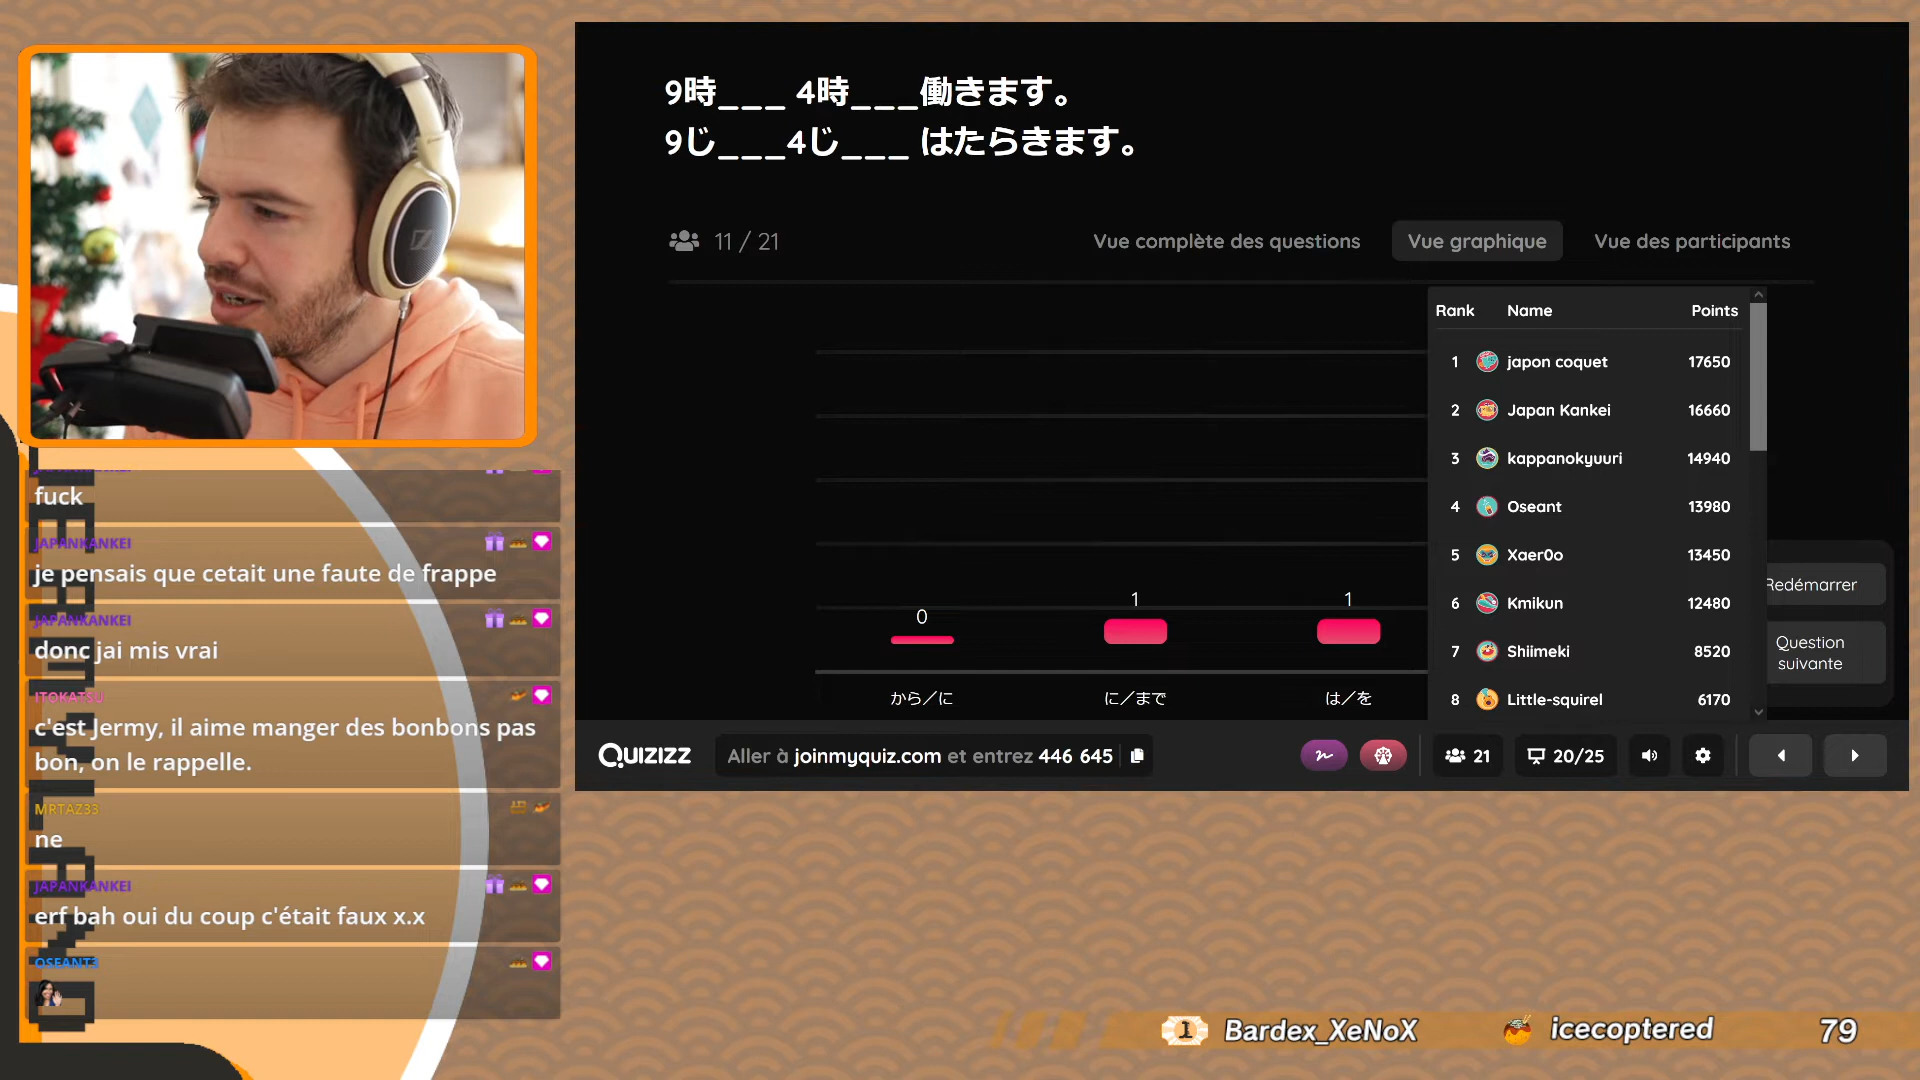 9時___ 4時___働きます。
9じ___4じ___ はたらきます。
11 / 21
Vue complète des questions
Vue graphique
Vue des participants
Rank Name Points
1 japon coquet 17650
2 Japan Kankei 16660
3 kappanokyuuri 14940
4 Oseant 13980
5 Xaer0o 13450
6 Kmikun 12480
7 Shiimeki 8520
8 Little-squirel 6170
0
1
1
から／に
に／まで
は／を
Redémarrer
Question
suivante
QUIZIZZ
Aller à joinmyquiz.com et entrez 446 645
21
20/25
fuck
JAPANKANKEI
je pensais que cetait une faute de frappe
JAPANKANKEI
donc jai mis vrai
ITOKATSU
c'est Jermy, il aime manger des bonbons pas
bon, on le rappelle.
MRTAZ33
ne
JAPANKANKEI
erf bah oui du coup c'était faux x.x
OSEANT3
1 Bardex_XeNoX
icecoptered
79